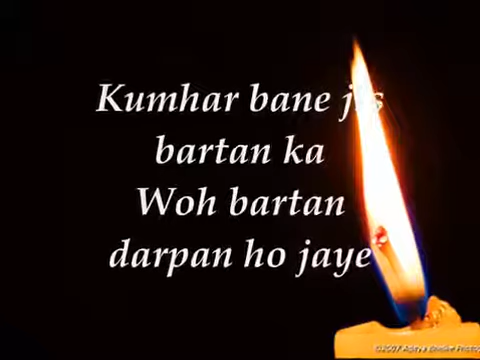 Kumhar bane jis
bartan ka
Woh bartan
darpan ho jaye